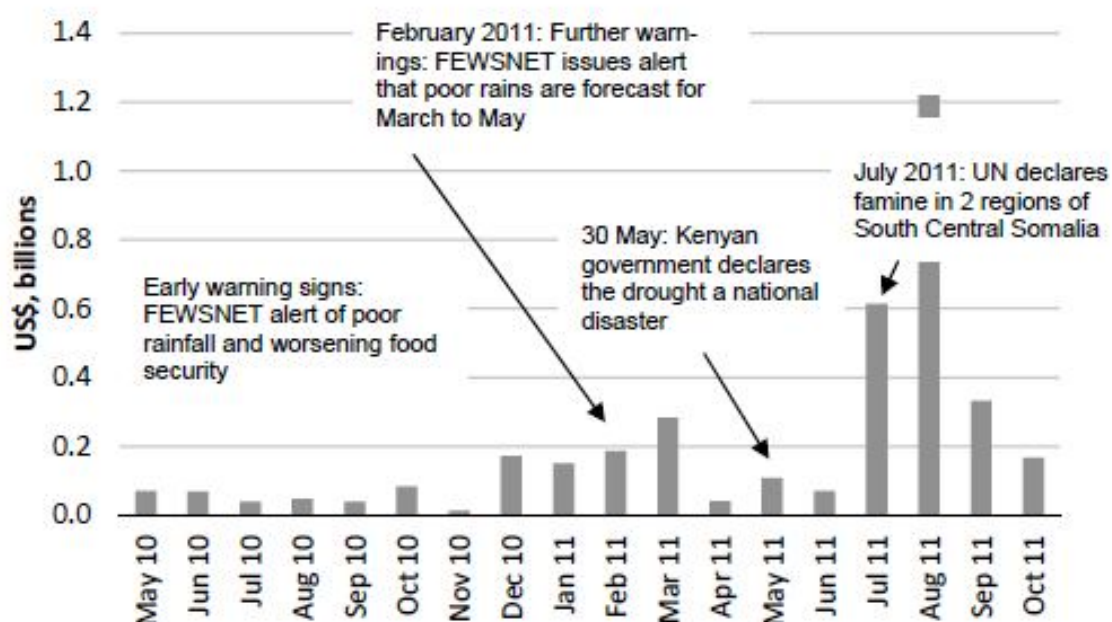 February 2011: Further warn-
ings: FEWSNET issues alert
that poor rains are forecast for
March to May
July 2011: UN declares
famine in 2 regions of
South Central Somalia
30 May: Kenyan
government declares
the drought a national
disaster
Early warning signs:
FEWSNET alert of poor
rainfall and worsening food
security
US$, billions
1.4
1.2
1.0
0.8
0.6
0.4
0.2
0.0
May 10
Jun 10
Jul 10
Aug 10
Sep 10
Oct 10
Nov 10
Dec 10
Jan 11
Feb 11
Mar 11
Apr 11
May 11
Jun 11
Jul 11
Aug 11
Sep 11
Oct 11